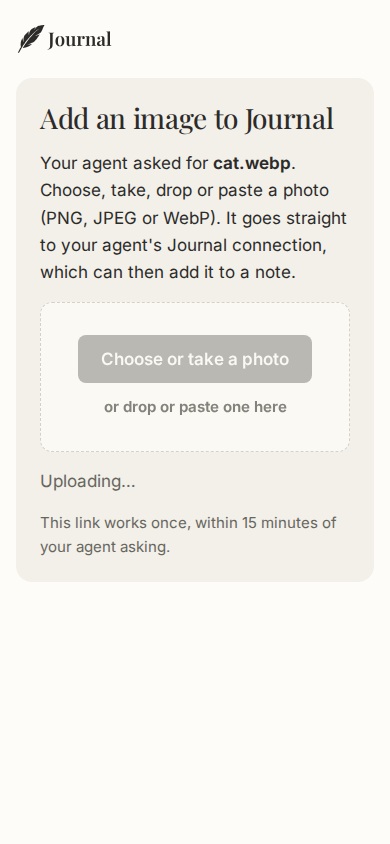 Journal
Add an image to Journal
Your agent asked for cat.webp.
Choose, take, drop or paste a photo
(PNG, JPEG or WebP). It goes straight
to your agent's Journal connection,
which can then add it to a note.
Choose or take a photo
or drop or paste one here
Uploading...
This link works once, within 15 minutes of
your agent asking.